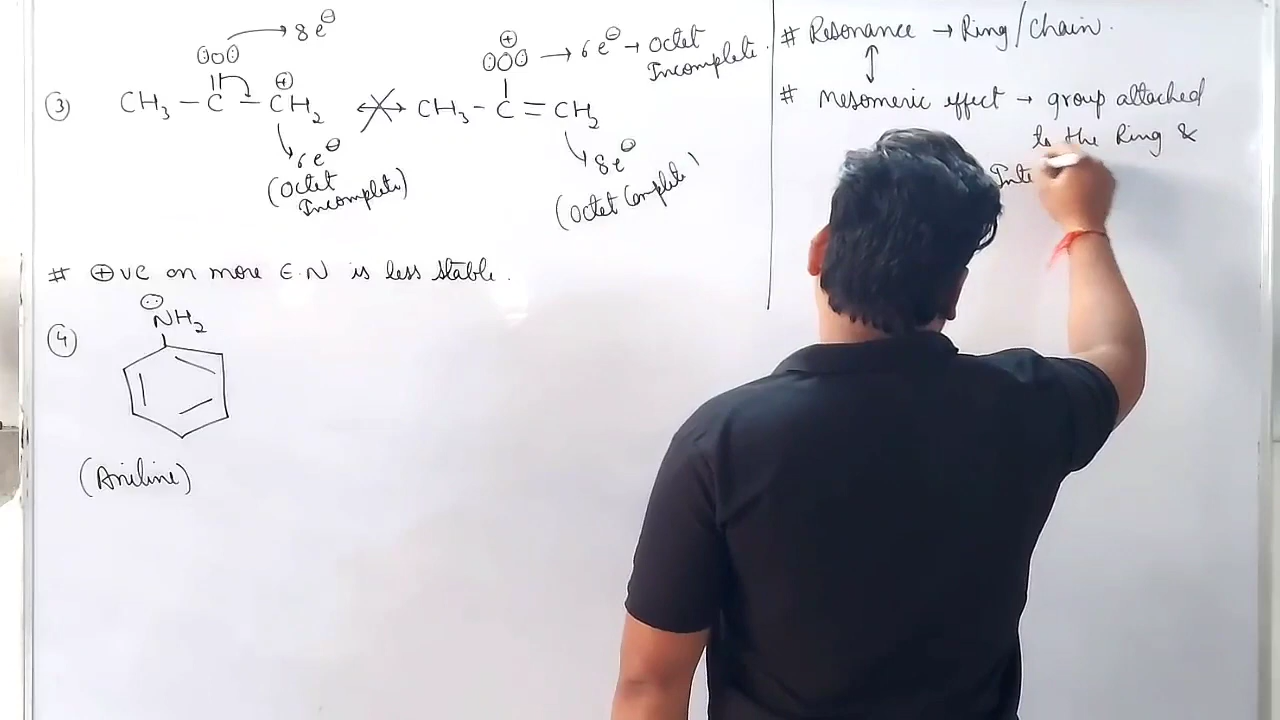 8e⊖
③ CH3 – C – CH2
O
⊕
6e⊖
(Octet
Incomplete)
CH3 – C = CH2
O
⊕
→ 6e⊖ → Octet
Incomplete.
8e⊖
(Octet Complete)
# ⊕ve on more E.N is less stable.
④ NH2
(Aniline)
# Resonance → Ring/Chain.
# Mesomeric effect → group attached
to the Ring &
Inte